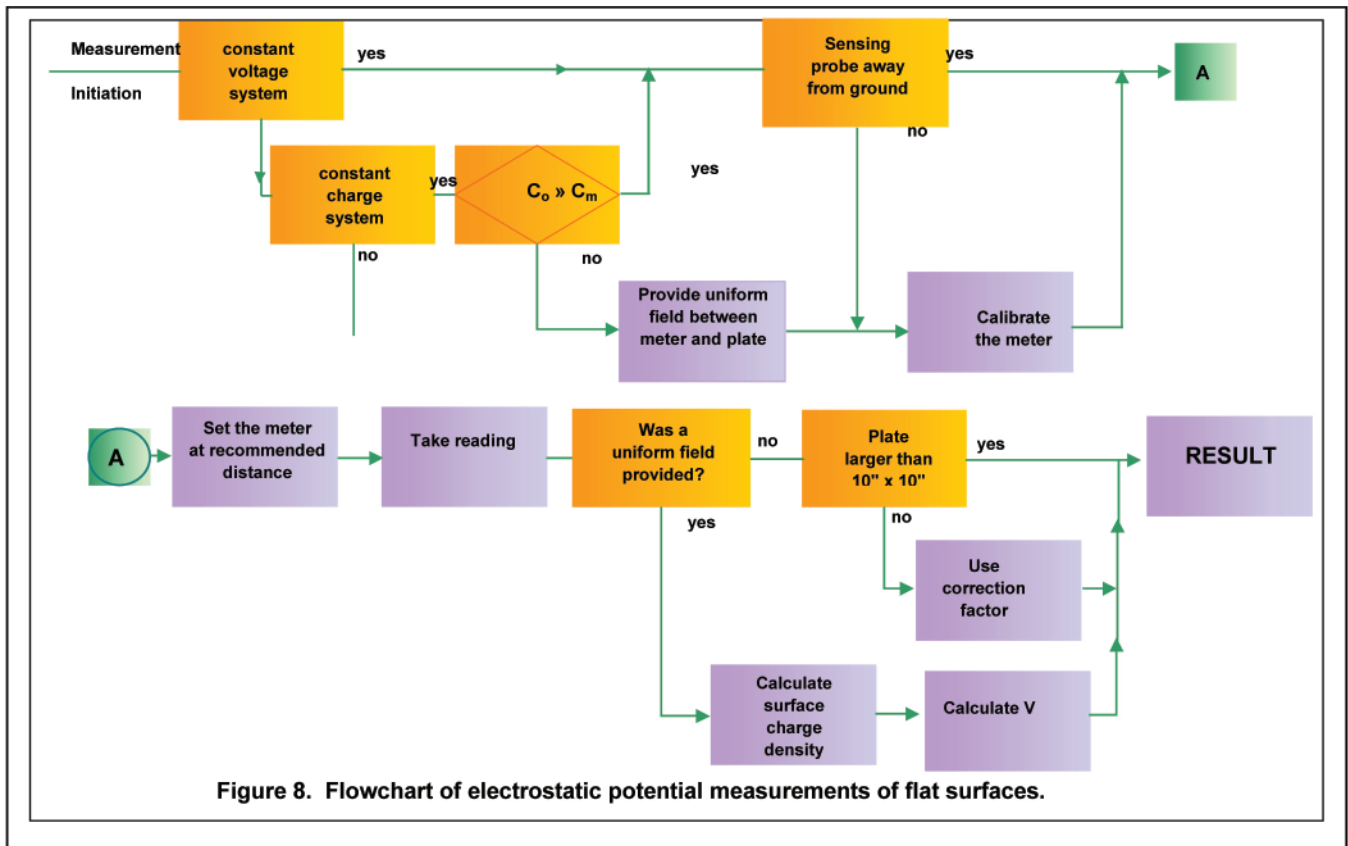 Measurement
Initiation
constant
voltage
system
yes
Sensing
probe away
from ground
yes
A
no
constant
charge
system
yes
Co » Cm
yes
no
no
Provide uniform
field between
meter and plate
Calibrate
the meter
A
Set the meter
at recommended
distance
Take reading
Was a
uniform field
provided?
no
Plate
larger than
10" x 10"
yes
RESULT
yes
no
Use
correction
factor
Calculate
surface
charge
density
Calculate V
Figure 8. Flowchart of electrostatic potential measurements of flat surfaces.